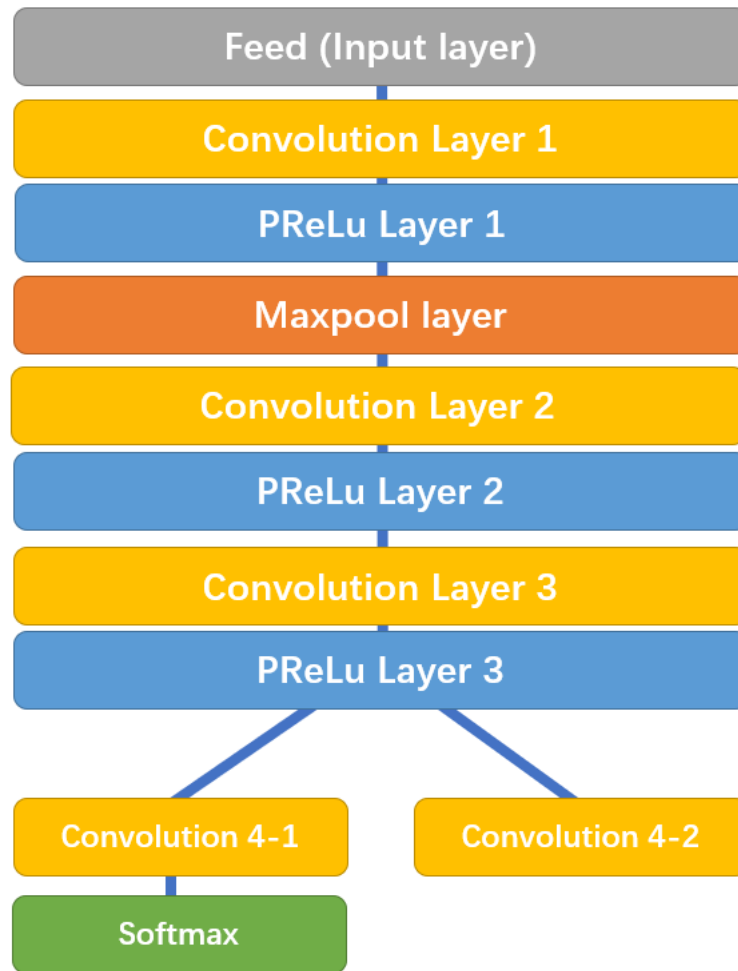 Feed (Input layer)
Convolution Layer 1
PReLu Layer 1
Maxpool layer
Convolution Layer 2
PReLu Layer 2
Convolution Layer 3
PReLu Layer 3
Convolution 4-1
Convolution 4-2
Softmax